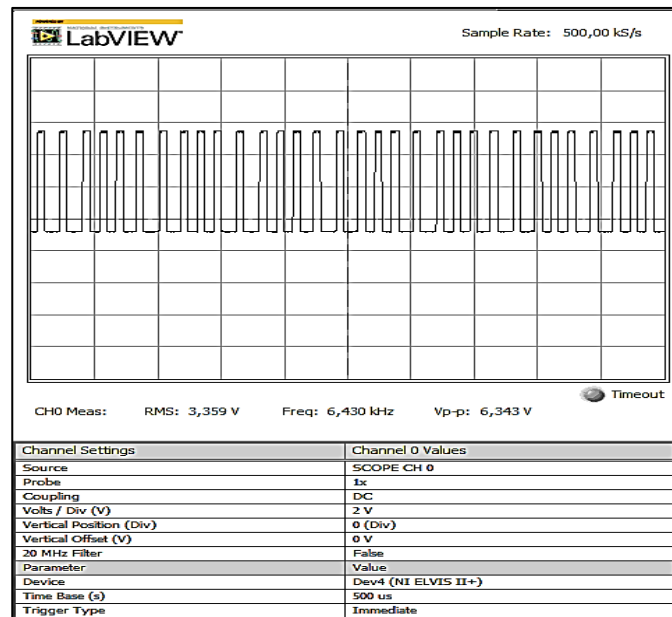 NATIONAL INSTRUMENTS
LabVIEW
Sample Rate: 500,00 kS/s
Timeout
CH0 Meas: RMS: 3,359 V Freq: 6,430 kHz Vp-p: 6,343 V
Channel Settings Channel 0 Values
Source SCOPE CH 0
Probe 1x
Coupling DC
Volts / Div (V) 2 V
Vertical Position (Div) 0 (Div)
Vertical Offset (V) 0 V
20 MHz Filter False
Parameter Value
Device Dev4 (NI ELVIS II+)
Time Base (s) 500 us
Trigger Type Immediate